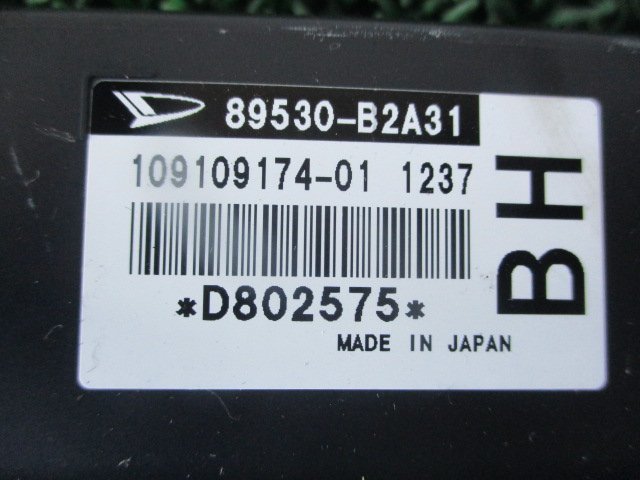 89530-B2A31
109109174-01 1237
*D802575*
MADE IN JAPAN
BH